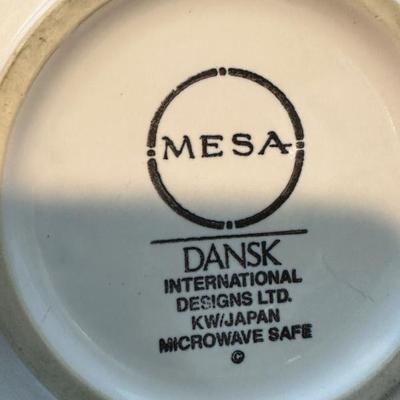 MESA
DANSK
INTERNATIONAL
DESIGNS LTD.
KW/JAPAN
MICROWAVE SAFE
©